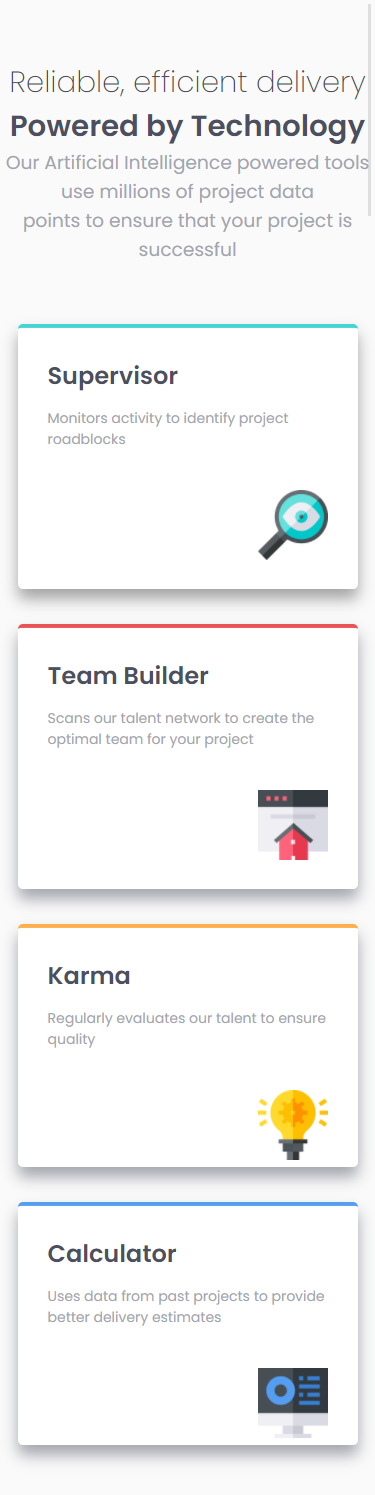 Reliable, efficient delivery
Powered by Technology
Our Artificial Intelligence powered tools
use millions of project data
points to ensure that your project is
successful
Supervisor
Monitors activity to identify project
roadblocks
Team Builder
Scans our talent network to create the
optimal team for your project
Karma
Regularly evaluates our talent to ensure
quality
Calculator
Uses data from past projects to provide
better delivery estimates